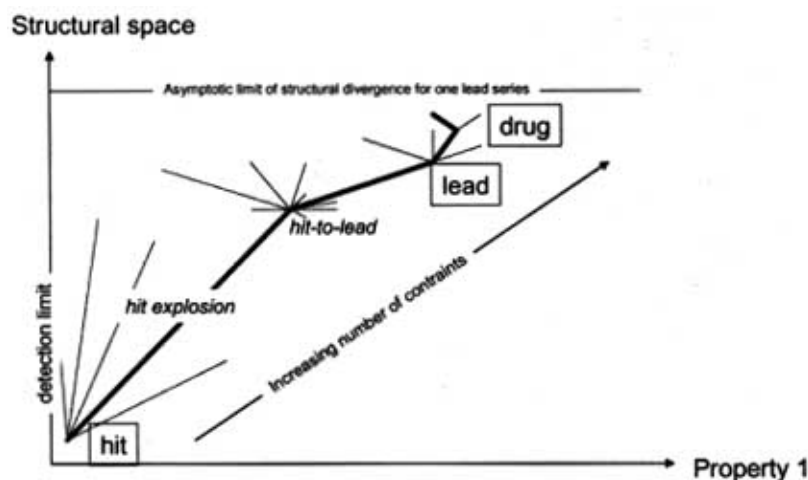 Structural space
Asymptotic limit of structural divergence for one lead series
drug
lead
hit-to-lead
hit explosion
detection limit
Increasing number of contraints
hit
Property 1